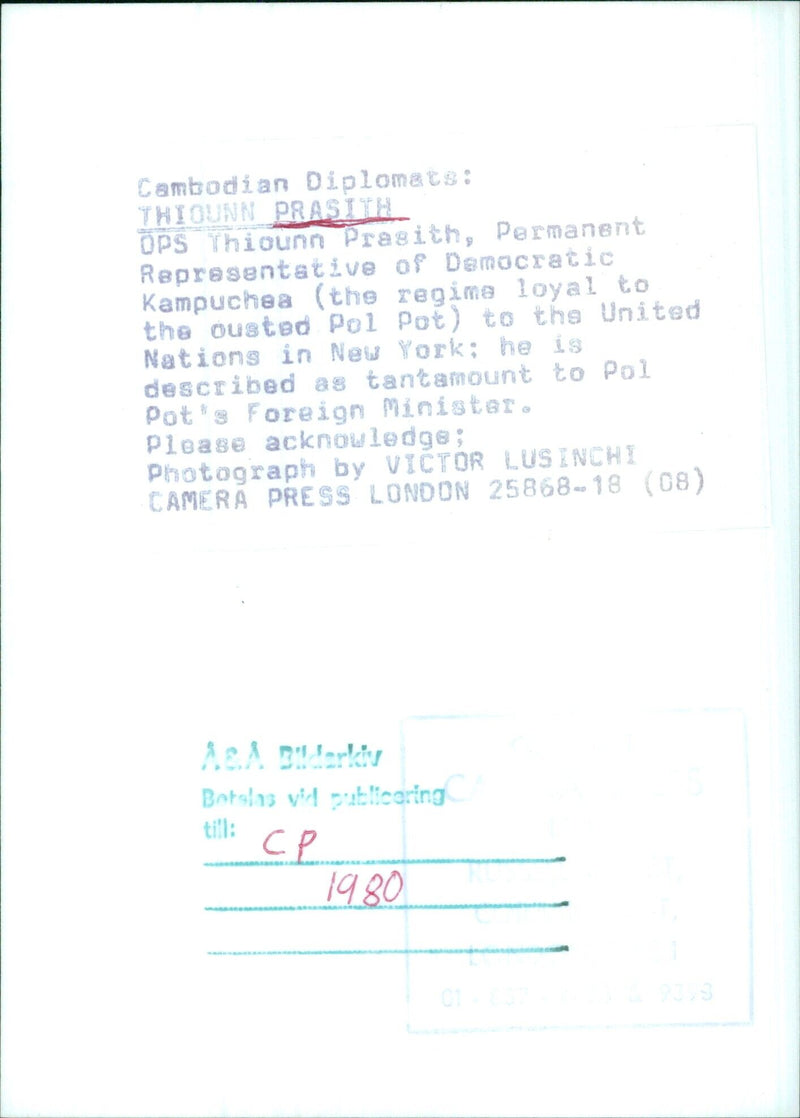 Cambodian Diplomats:
THIOUNN PRASITH
OPS Thiounn Prasith, Permanent
Representative of Democratic
Kampuchea (the regime loyal to
the ousted Pol Pot) to the United
Nations in New York; he is
described as tantamount to Pol
Pot's Foreign Minister.
Please acknowledge;
Photograph by VICTOR LUSINCHI
CAMERA PRESS LONDON 25868-18 (08)
Å&Å Bildarkiv
Betalas vid publicering
till: CP
1980
01 - 9398